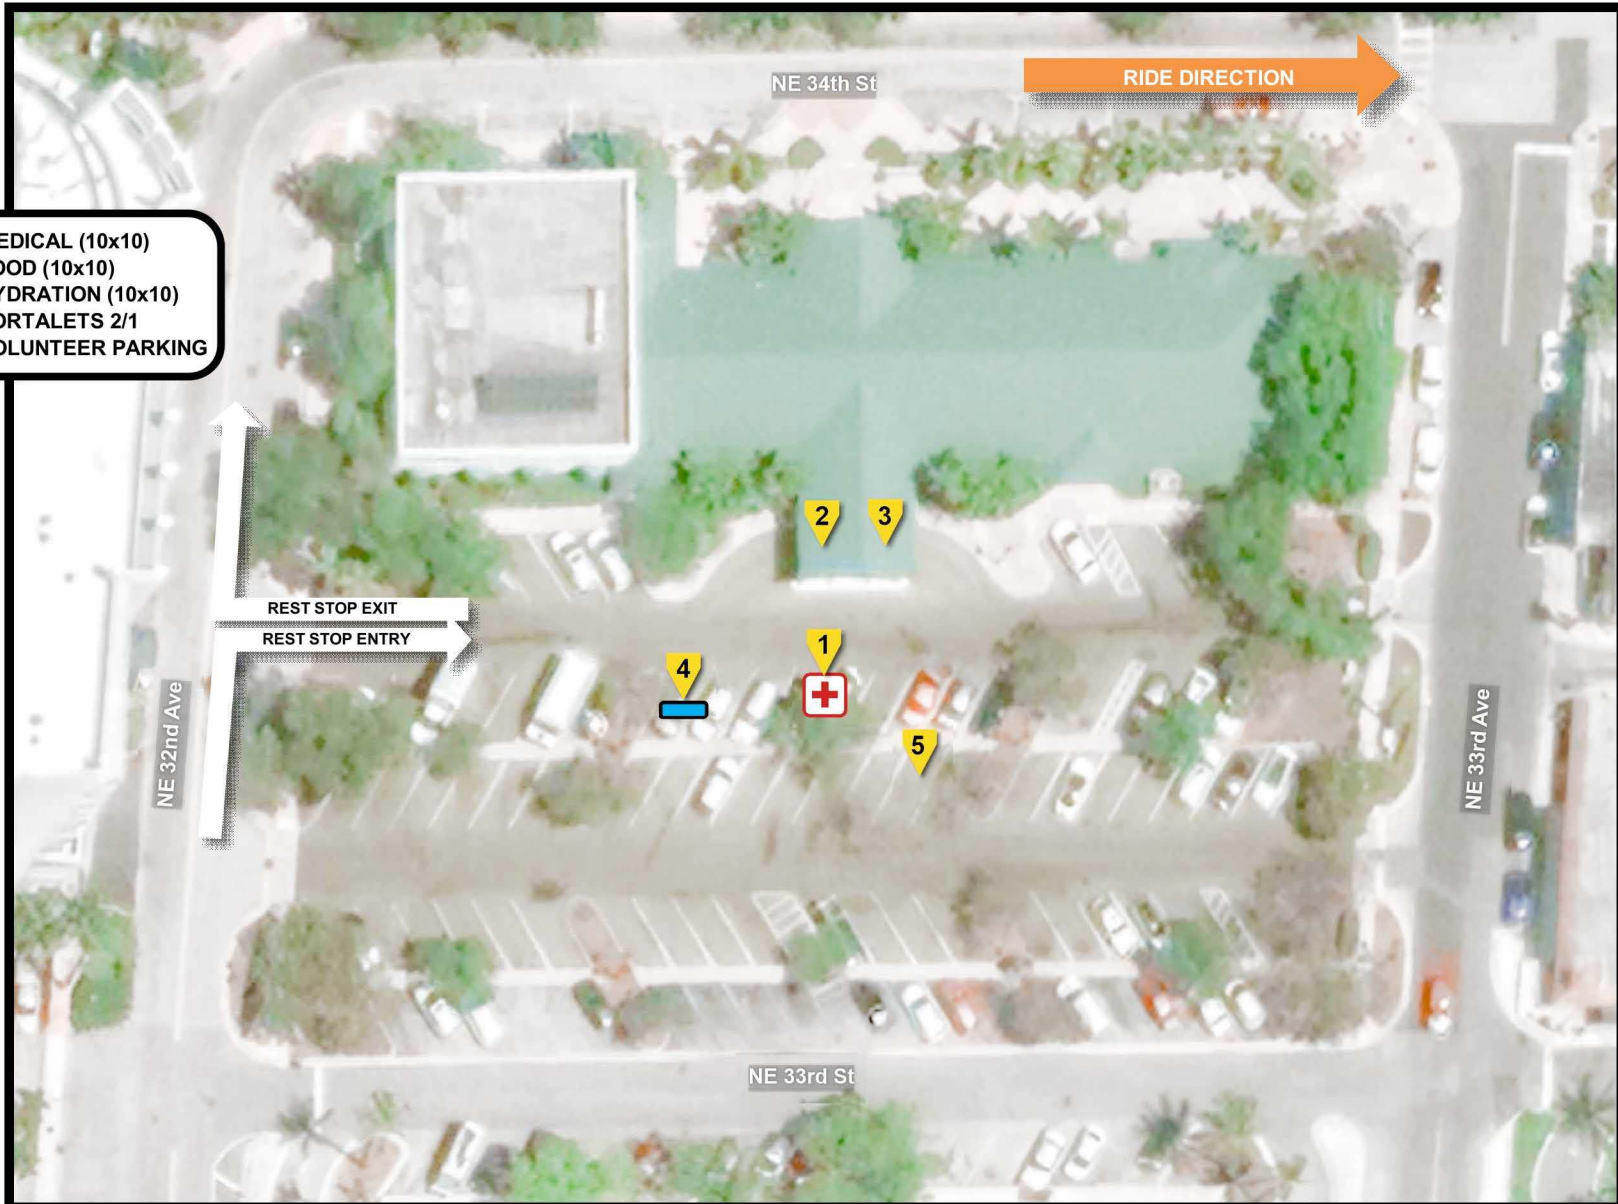 NE 34th St
RIDE DIRECTION
EDICAL (10x10)
OOD (10x10)
YDRATION (10x10)
ORTALETS 2/1
OLUNTEER PARKING
2
3
REST STOP EXIT
REST STOP ENTRY
1
4
5
NE 32nd Ave
NE 33rd Ave
NE 33rd St